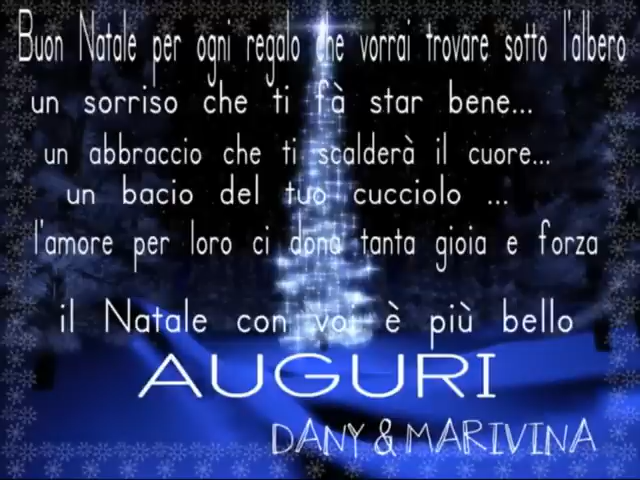 Buon Natale per ogni regalo che vorrai trovare sotto l'albero
un sorriso che ti fà star bene...
un abbraccio che ti scalderà il cuore...
un bacio del tuo cucciolo ...
l'amore per loro ci dona tanta gioia e forza
il Natale con voi è più bello
AUGURI
DANY & MARIVINA